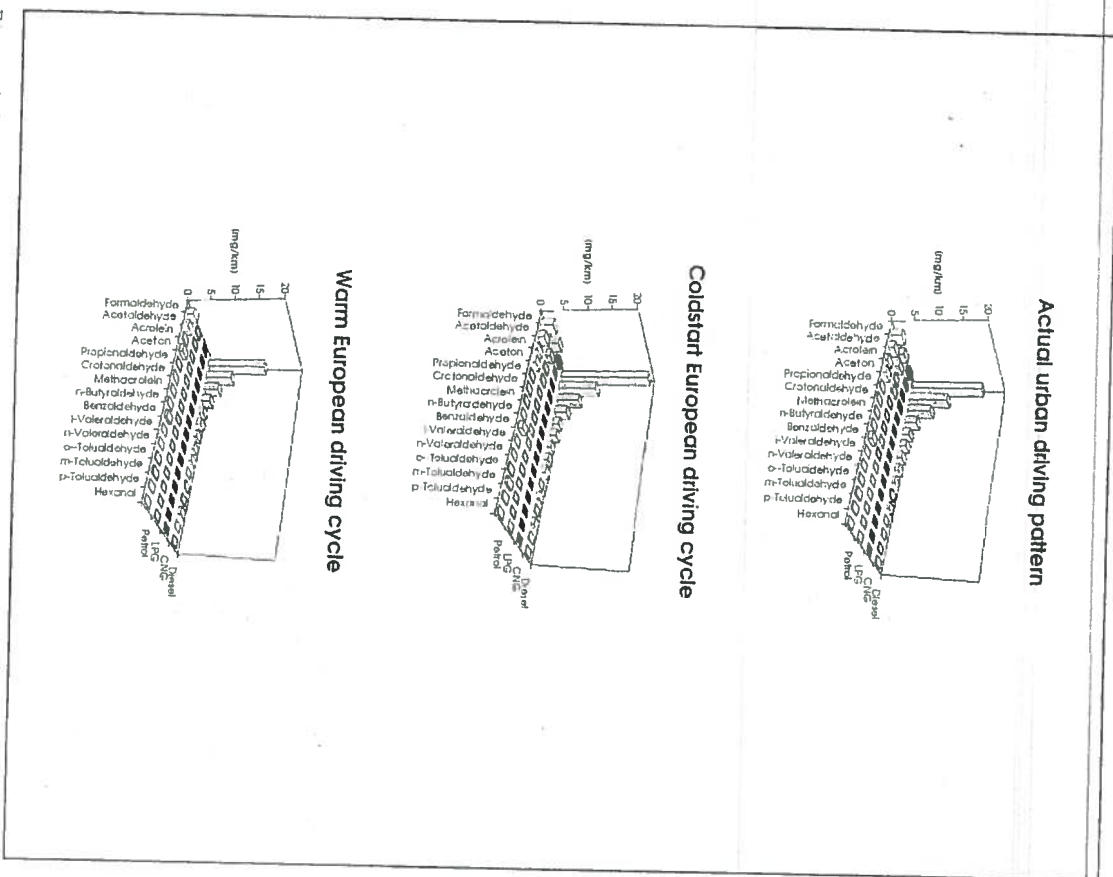 Actual urban driving pattern
(mg/km)
20
15
10
5
0
Formaldehyde
Acetaldehyde
Acrolein
Aceton
Propionaldehyde
Crotonaldehyde
Methacrolein
n-Butyraldehyde
Benzaldehyde
i-Valeraldehyde
n-Valeraldehyde
o-Tolualdehyde
m-Tolualdehyde
p-Tolualdehyde
Hexanal
Diesel
CNG
LPG
Petrol
Coldstart European driving cycle
(mg/km)
20
15
10
5
0
Formaldehyde
Acetaldehyde
Acrolein
Aceton
Propionaldehyde
Crotonaldehyde
Methacrolein
n-Butyraldehyde
Benzaldehyde
i-Valeraldehyde
n-Valeraldehyde
o-Tolualdehyde
m-Tolualdehyde
p-Tolualdehyde
Hexanal
Diesel
CNG
LPG
Petrol
Warm European driving cycle
(mg/km)
20
15
10
5
0
Formaldehyde
Acetaldehyde
Acrolein
Aceton
Propionaldehyde
Crotonaldehyde
Methacrolein
n-Butyraldehyde
Benzaldehyde
i-Valeraldehyde
n-Valeraldehyde
o-Tolualdehyde
m-Tolualdehyde
p-Tolualdehyde
Hexanal
Diesel
CNG
LPG
Petrol